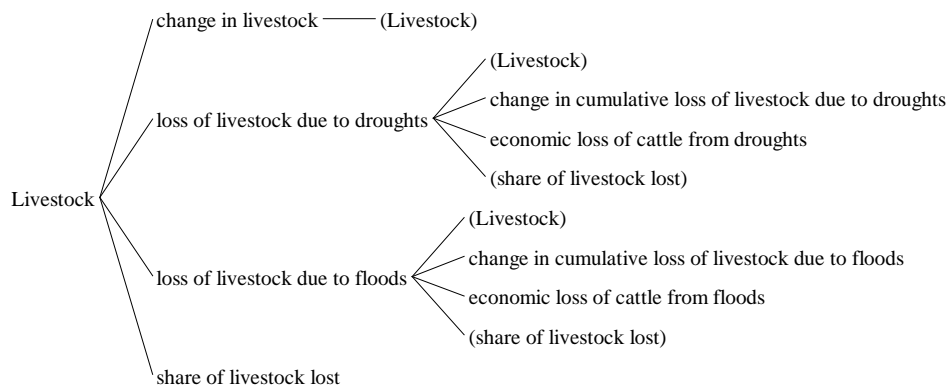 change in livestock
(Livestock)
(Livestock)
change in cumulative loss of livestock due to droughts
loss of livestock due to droughts
economic loss of cattle from droughts
(share of livestock lost)
Livestock
(Livestock)
change in cumulative loss of livestock due to floods
loss of livestock due to floods
economic loss of cattle from floods
(share of livestock lost)
share of livestock lost